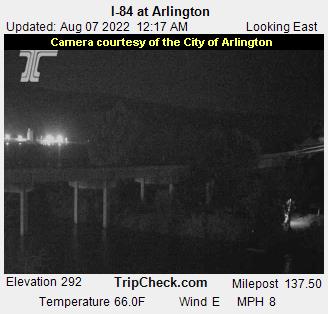 I-84 at Arlington
Updated: Aug 07 2022 12:17 AM Looking East
Camera courtesy of the City of Arlington
Elevation 292 TripCheck.com Milepost 137.50
Temperature 66.0F Wind E MPH 8